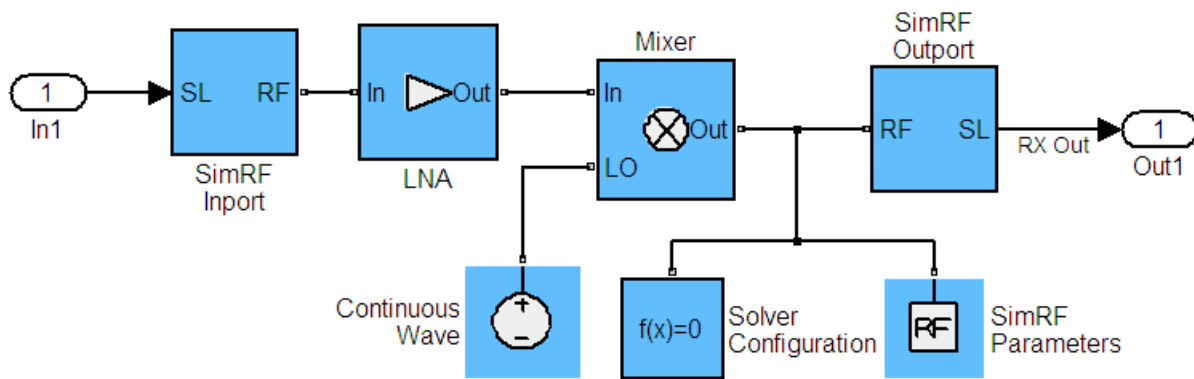 1
In1
SL
RF
SimRF
Inport
In
Out
LNA
Mixer
In
Out
LO
SimRF
Outport
RF
SL
RX Out
1
Out1
Continuous
Wave
+
−
f(x)=0
Solver
Configuration
RF
SimRF
Parameters